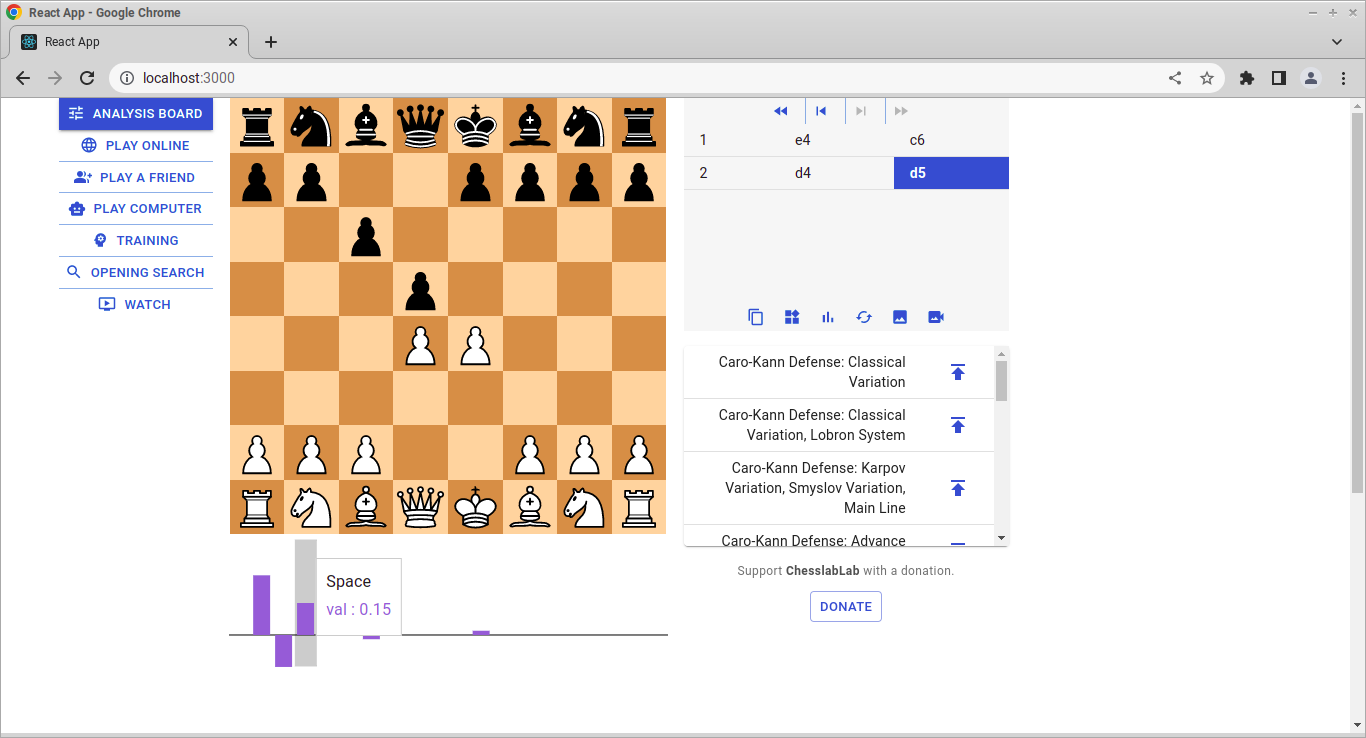 React App - Google Chrome
React App
localhost:3000
ANALYSIS BOARD
PLAY ONLINE
PLAY A FRIEND
PLAY COMPUTER
TRAINING
OPENING SEARCH
WATCH
1 e4 c6
2 d4 d5
Caro-Kann Defense: Classical
Variation
Caro-Kann Defense: Classical
Variation, Lobron System
Caro-Kann Defense: Karpov
Variation, Smyslov Variation,
Main Line
Caro-Kann Defense: Advance
Support ChesslabLab with a donation.
DONATE
Space
val : 0.15